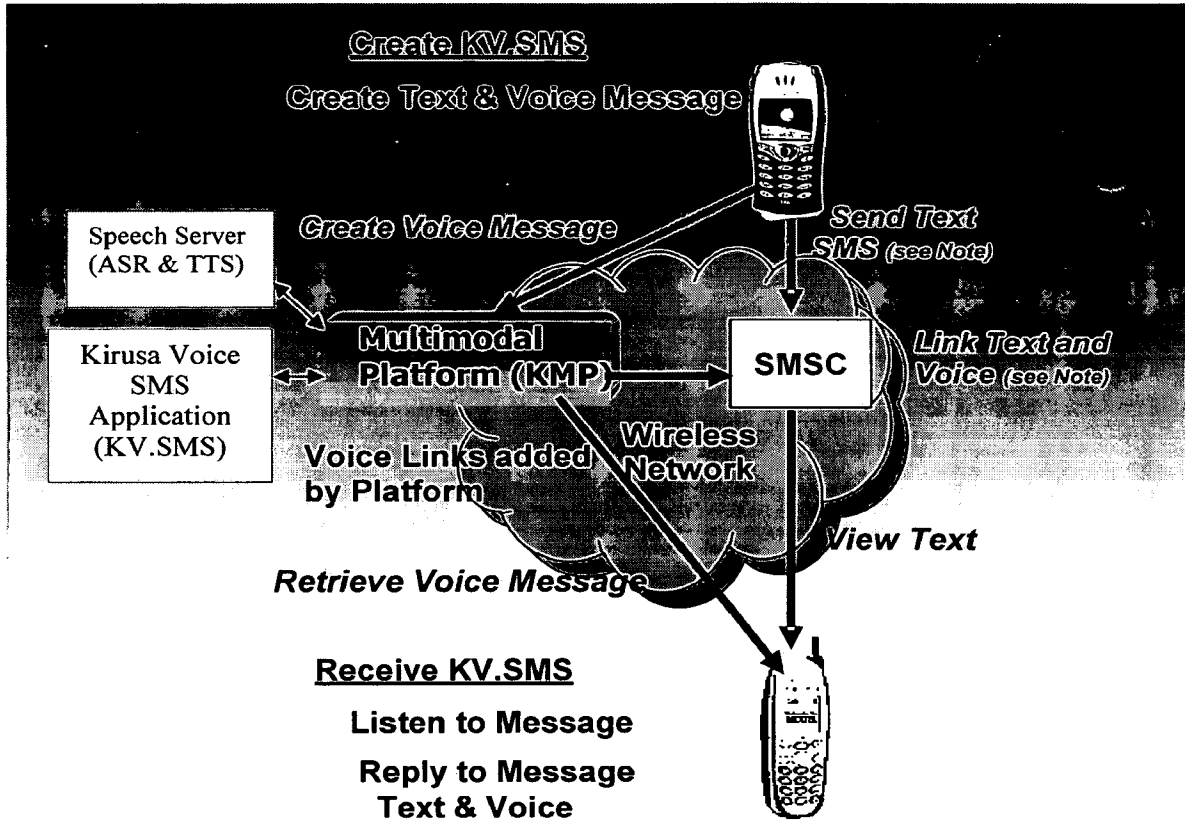 Create KV.SMS
Create Text & Voice Message
Create Voice Message
Send Text
SMS (see Note)
Speech Server
(ASR & TTS)
Kirusa Voice
SMS
Application
(KV.SMS)
Multimodal
Platform (KMP)
SMSC
Link Text and
Voice (see Note)
Wireless
Network
Voice Links added
by Platform
View Text
Retrieve Voice Message
Receive KV.SMS
Listen to Message
Reply to Message
Text & Voice